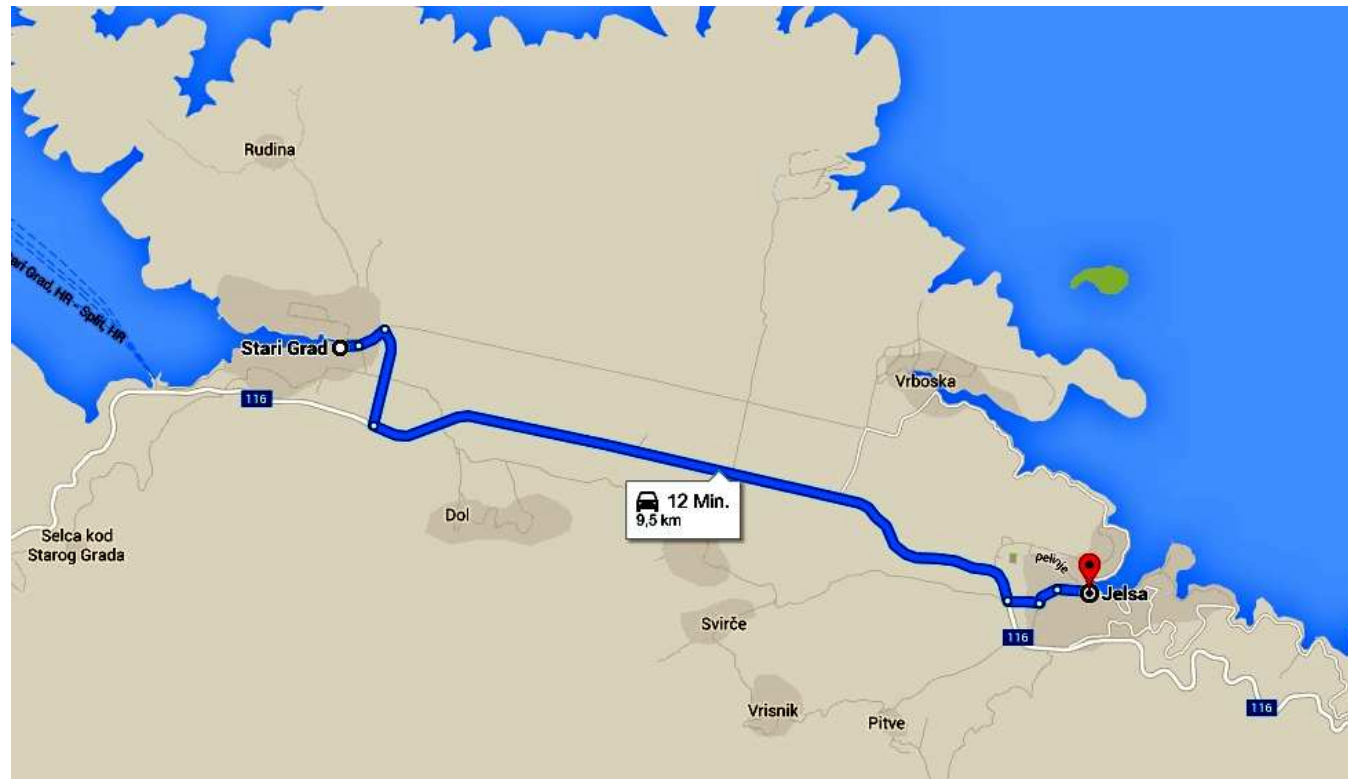 Rudina
Stari Grad, HR - Split, HR
Stari Grad
116
Vrboska
12 Min.
9,5 km
Dol
Selca kod
Starog Grada
pelinje
Jelsa
Svirče
116
116
Vrisnik
Pitve